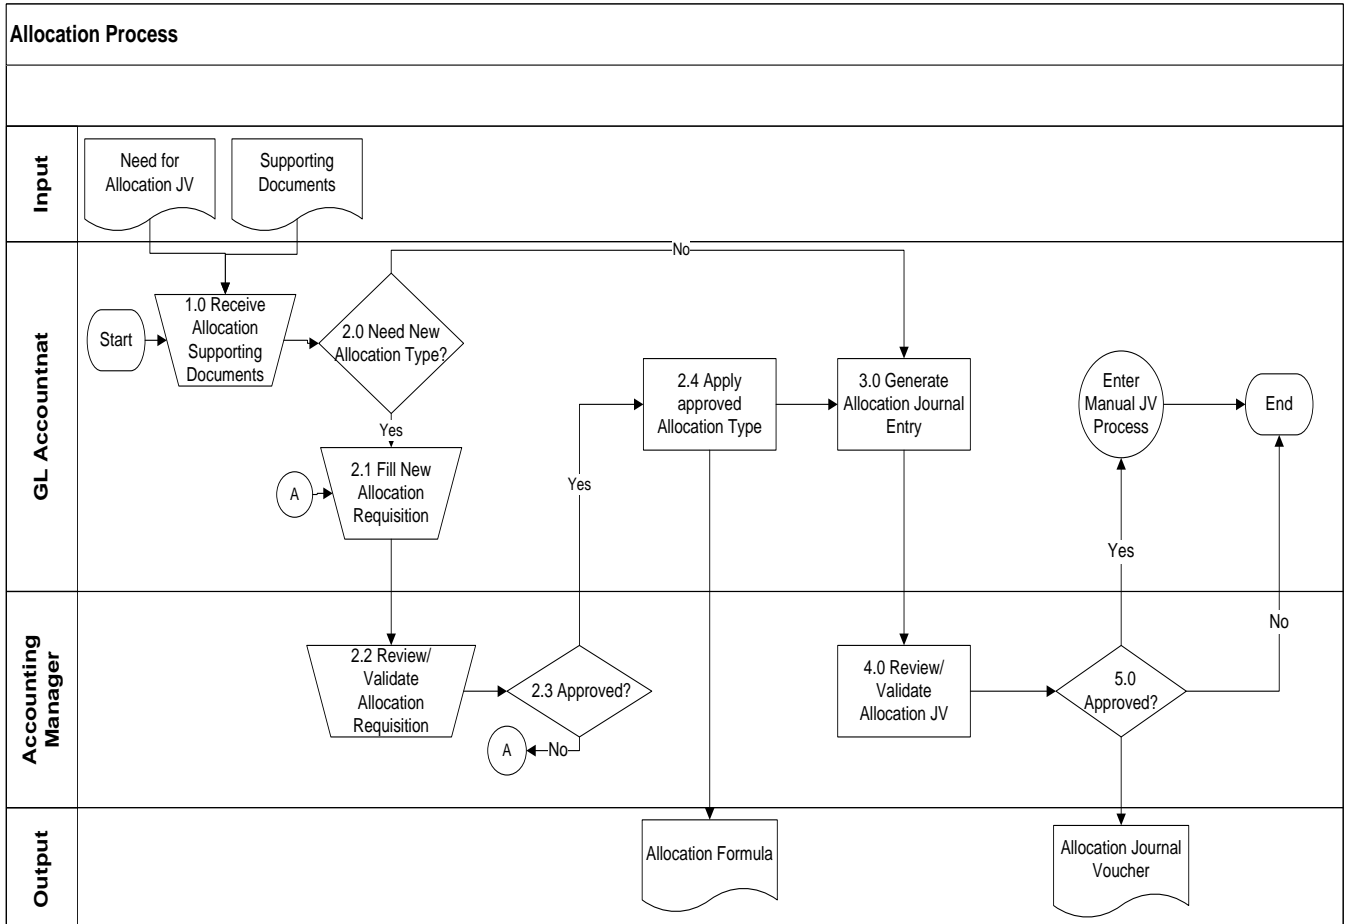 Allocation Process
Input
Need for
Allocation JV
Supporting
Documents
GL Accountnat
No
Start
1.0 Receive
Allocation
Supporting
Documents
2.0 Need New
Allocation Type?
Yes
A
2.1 Fill New
Allocation
Requisition
Yes
2.4 Apply
approved
Allocation Type
3.0 Generate
Allocation Journal
Entry
Enter
Manual JV
Process
End
Yes
No
Accounting
Manager
2.2 Review/
Validate
Allocation
Requisition
2.3 Approved?
A
No
4.0 Review/
Validate
Allocation JV
5.0
Approved?
Output
Allocation Formula
Allocation Journal
Voucher